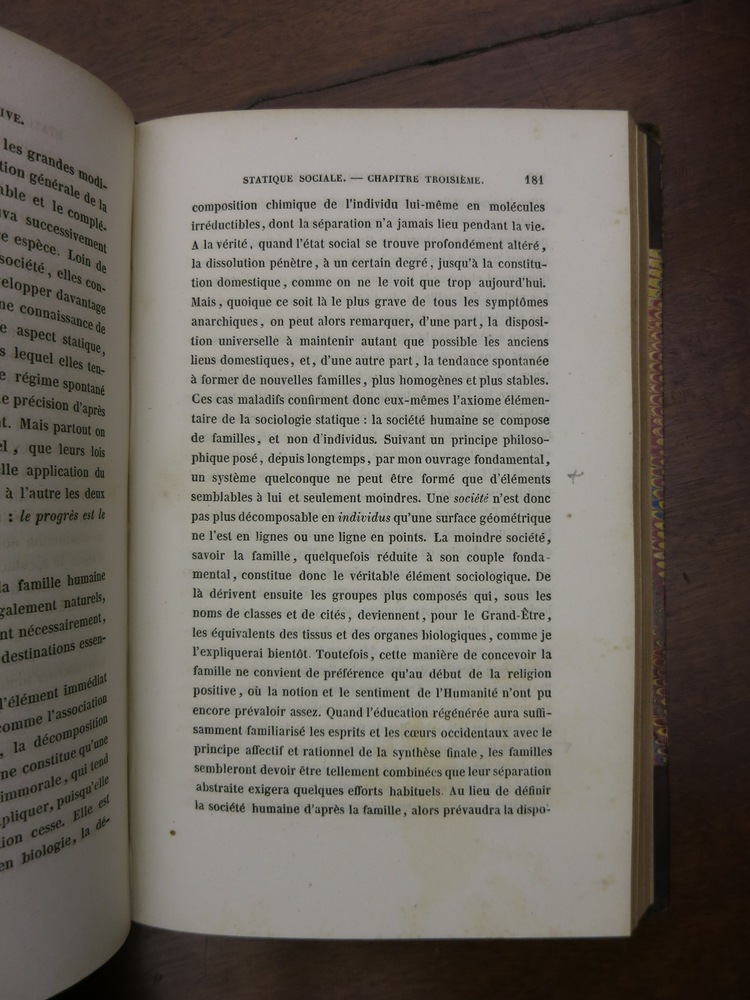 IVE.
les grandes modi-
tion générale de la
able et le complé-
va successivement
e espèce. Loin de
société, elles con-
velopper davantage
ne connaissance de
e aspect statique,
s lequel elles ten-
e régime spontané
e précision d'après
t. Mais partout on
el, que leurs lois
lle application du
à l'autre les deux
: le progrès est le
la famille humaine
galement naturels,
nt nécessairement,
destinations essen-
l'élément immédiat
comme l'association
, la décomposition
ne constitue qu'une
immorale, qui tend
pliquer, puisqu'elle
ion cesse. Elle est
en biologie, la dé-
STATIQUE SOCIALE. — CHAPITRE TROISIÈME. 181
composition chimique de l'individu lui-même en molécules
irréductibles, dont la séparation n'a jamais lieu pendant la vie.
A la vérité, quand l'état social se trouve profondément altéré,
la dissolution pénètre, à un certain degré, jusqu'à la constitu-
tion domestique, comme on ne le voit que trop aujourd'hui.
Mais, quoique ce soit là le plus grave de tous les symptômes
anarchiques, on peut alors remarquer, d'une part, la disposi-
tion universelle à maintenir autant que possible les anciens
liens domestiques, et, d'une autre part, la tendance spontanée
à former de nouvelles familles, plus homogènes et plus stables.
Ces cas maladifs confirment donc eux-mêmes l'axiome élémen-
taire de la sociologie statique : la société humaine se compose
de familles, et non d'individus. Suivant un principe philoso-
phique posé, depuis longtemps, par mon ouvrage fondamental,
un système quelconque ne peut être formé que d'éléments
semblables à lui et seulement moindres. Une société n'est donc
pas plus décomposable en individus qu'une surface géométrique
ne l'est en lignes ou une ligne en points. La moindre société,
savoir la famille, quelquefois réduite à son couple fonda-
mental, constitue donc le véritable élément sociologique. De
là dérivent ensuite les groupes plus composés qui, sous les
noms de classes et de cités, deviennent, pour le Grand-Être,
les équivalents des tissus et des organes biologiques, comme je
l'expliquerai bientôt. Toutefois, cette manière de concevoir la
famille ne convient de préférence qu'au début de la religion
positive, où la notion et le sentiment de l'Humanité n'ont pu
encore prévaloir assez. Quand l'éducation régénérée aura suffi-
samment familiarisé les esprits et les cœurs occidentaux avec le
principe affectif et rationnel de la synthèse finale, les familles
sembleront devoir être tellement combinées que leur séparation
abstraite exigera quelques efforts habituels. Au lieu de définir
la société humaine d'après la famille, alors prévaudra la dispo-